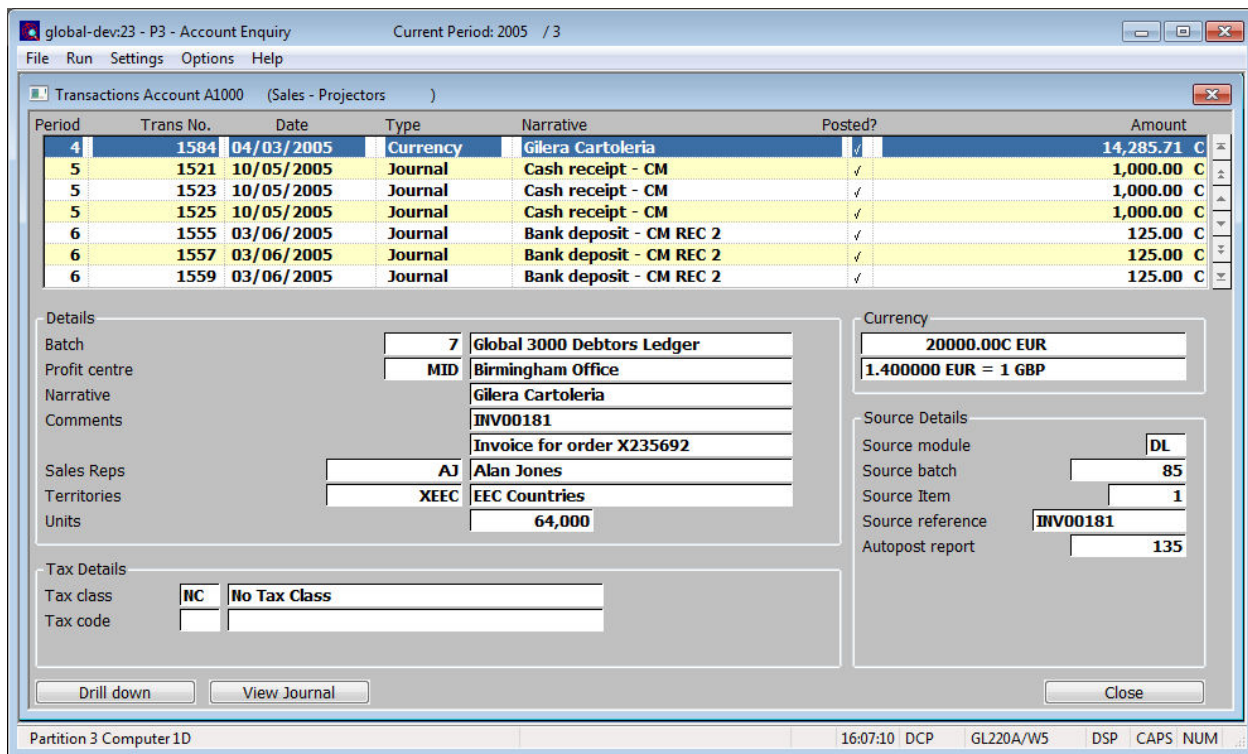 global-dev:23 - P3 - Account Enquiry Current Period: 2005 / 3
File Run Settings Options Help
Transactions Account A1000 (Sales - Projectors )
Period Trans No. Date Type Narrative Posted? Amount
4 1584 04/03/2005 Currency Gilera Cartoleria √ 14,285.71 C
5 1521 10/05/2005 Journal Cash receipt - CM √ 1,000.00 C
5 1523 10/05/2005 Journal Cash receipt - CM √ 1,000.00 C
5 1525 10/05/2005 Journal Cash receipt - CM √ 1,000.00 C
6 1555 03/06/2005 Journal Bank deposit - CM REC 2 √ 125.00 C
6 1557 03/06/2005 Journal Bank deposit - CM REC 2 √ 125.00 C
6 1559 03/06/2005 Journal Bank deposit - CM REC 2 √ 125.00 C
Details
Batch 7 Global 3000 Debtors Ledger
Profit centre MID Birmingham Office
Narrative Gilera Cartoleria
Comments INV00181
Invoice for order X235692
Sales Reps AJ Alan Jones
Territories XEEC EEC Countries
Units 64,000
Currency
20000.00C EUR
1.400000 EUR = 1 GBP
Source Details
Source module DL
Source batch 85
Source Item 1
Source reference INV00181
Autopost report 135
Tax Details
Tax class NC No Tax Class
Tax code
Drill down View Journal Close
Partition 3 Computer 1D 16:07:10 DCP GL220A/W5 DSP CAPS NUM